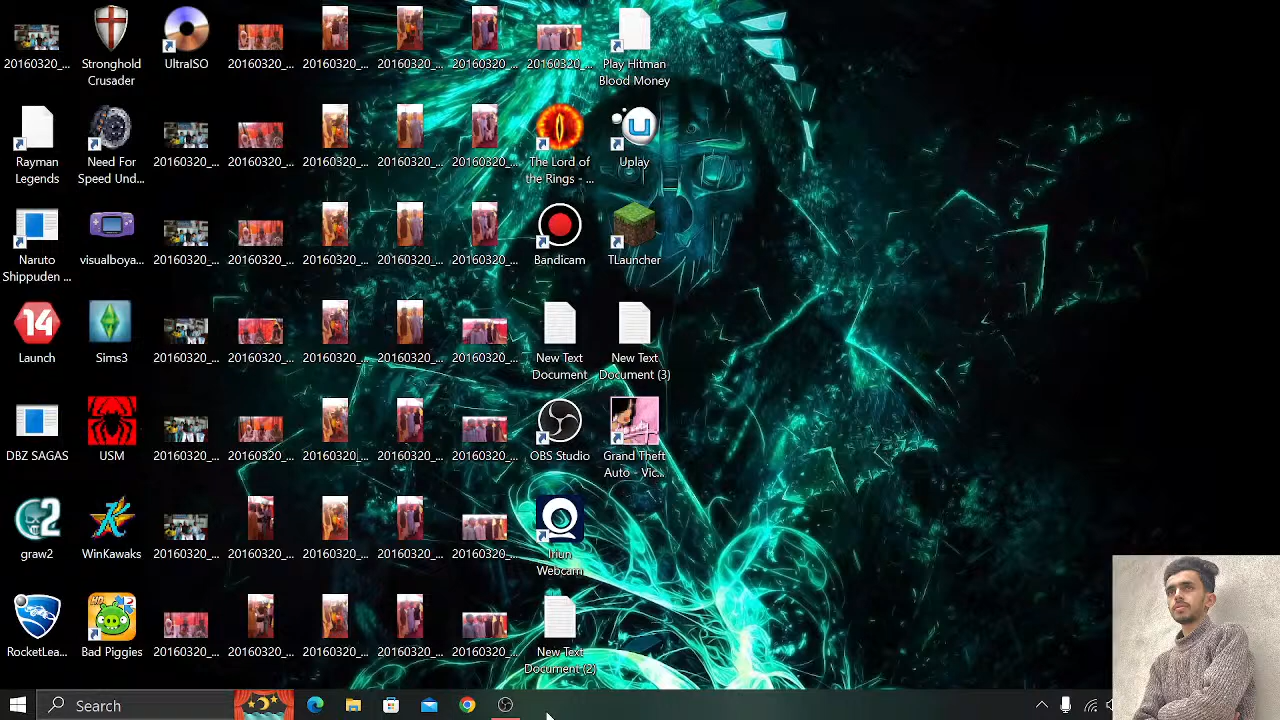 20160320_...
Stronghold
Crusader
UltraISO
20160320_...
20160320_...
20160320_...
20160320_...
20160320_...
Play Hitman
Blood Money
Rayman
Legends
Need For
Speed Und...
20160320_...
20160320_...
20160320_...
20160320_...
20160320_...
The Lord of
the Rings - ...
Uplay
Naruto
Shippuden ...
visualboya...
20160320_...
20160320_...
20160320_...
20160320_...
20160320_...
Bandicam
TLauncher
14
Launch
Sims3
20160320_...
20160320_...
20160320_...
20160320_...
20160320_...
New Text
Document
New Text
Document (3)
DBZ SAGAS
USM
20160320_...
20160320_...
20160320_...
20160320_...
20160320_...
OBS Studio
Grand Theft
Auto - Vic...
2
graw2
WinKawaks
20160320_...
20160320_...
20160320_...
20160320_...
20160320_...
Iriun
Webcam
RocketLea...
Bad Piggies
20160320_...
20160320_...
20160320_...
20160320_...
20160320_...
New Text
Document (2)
Search